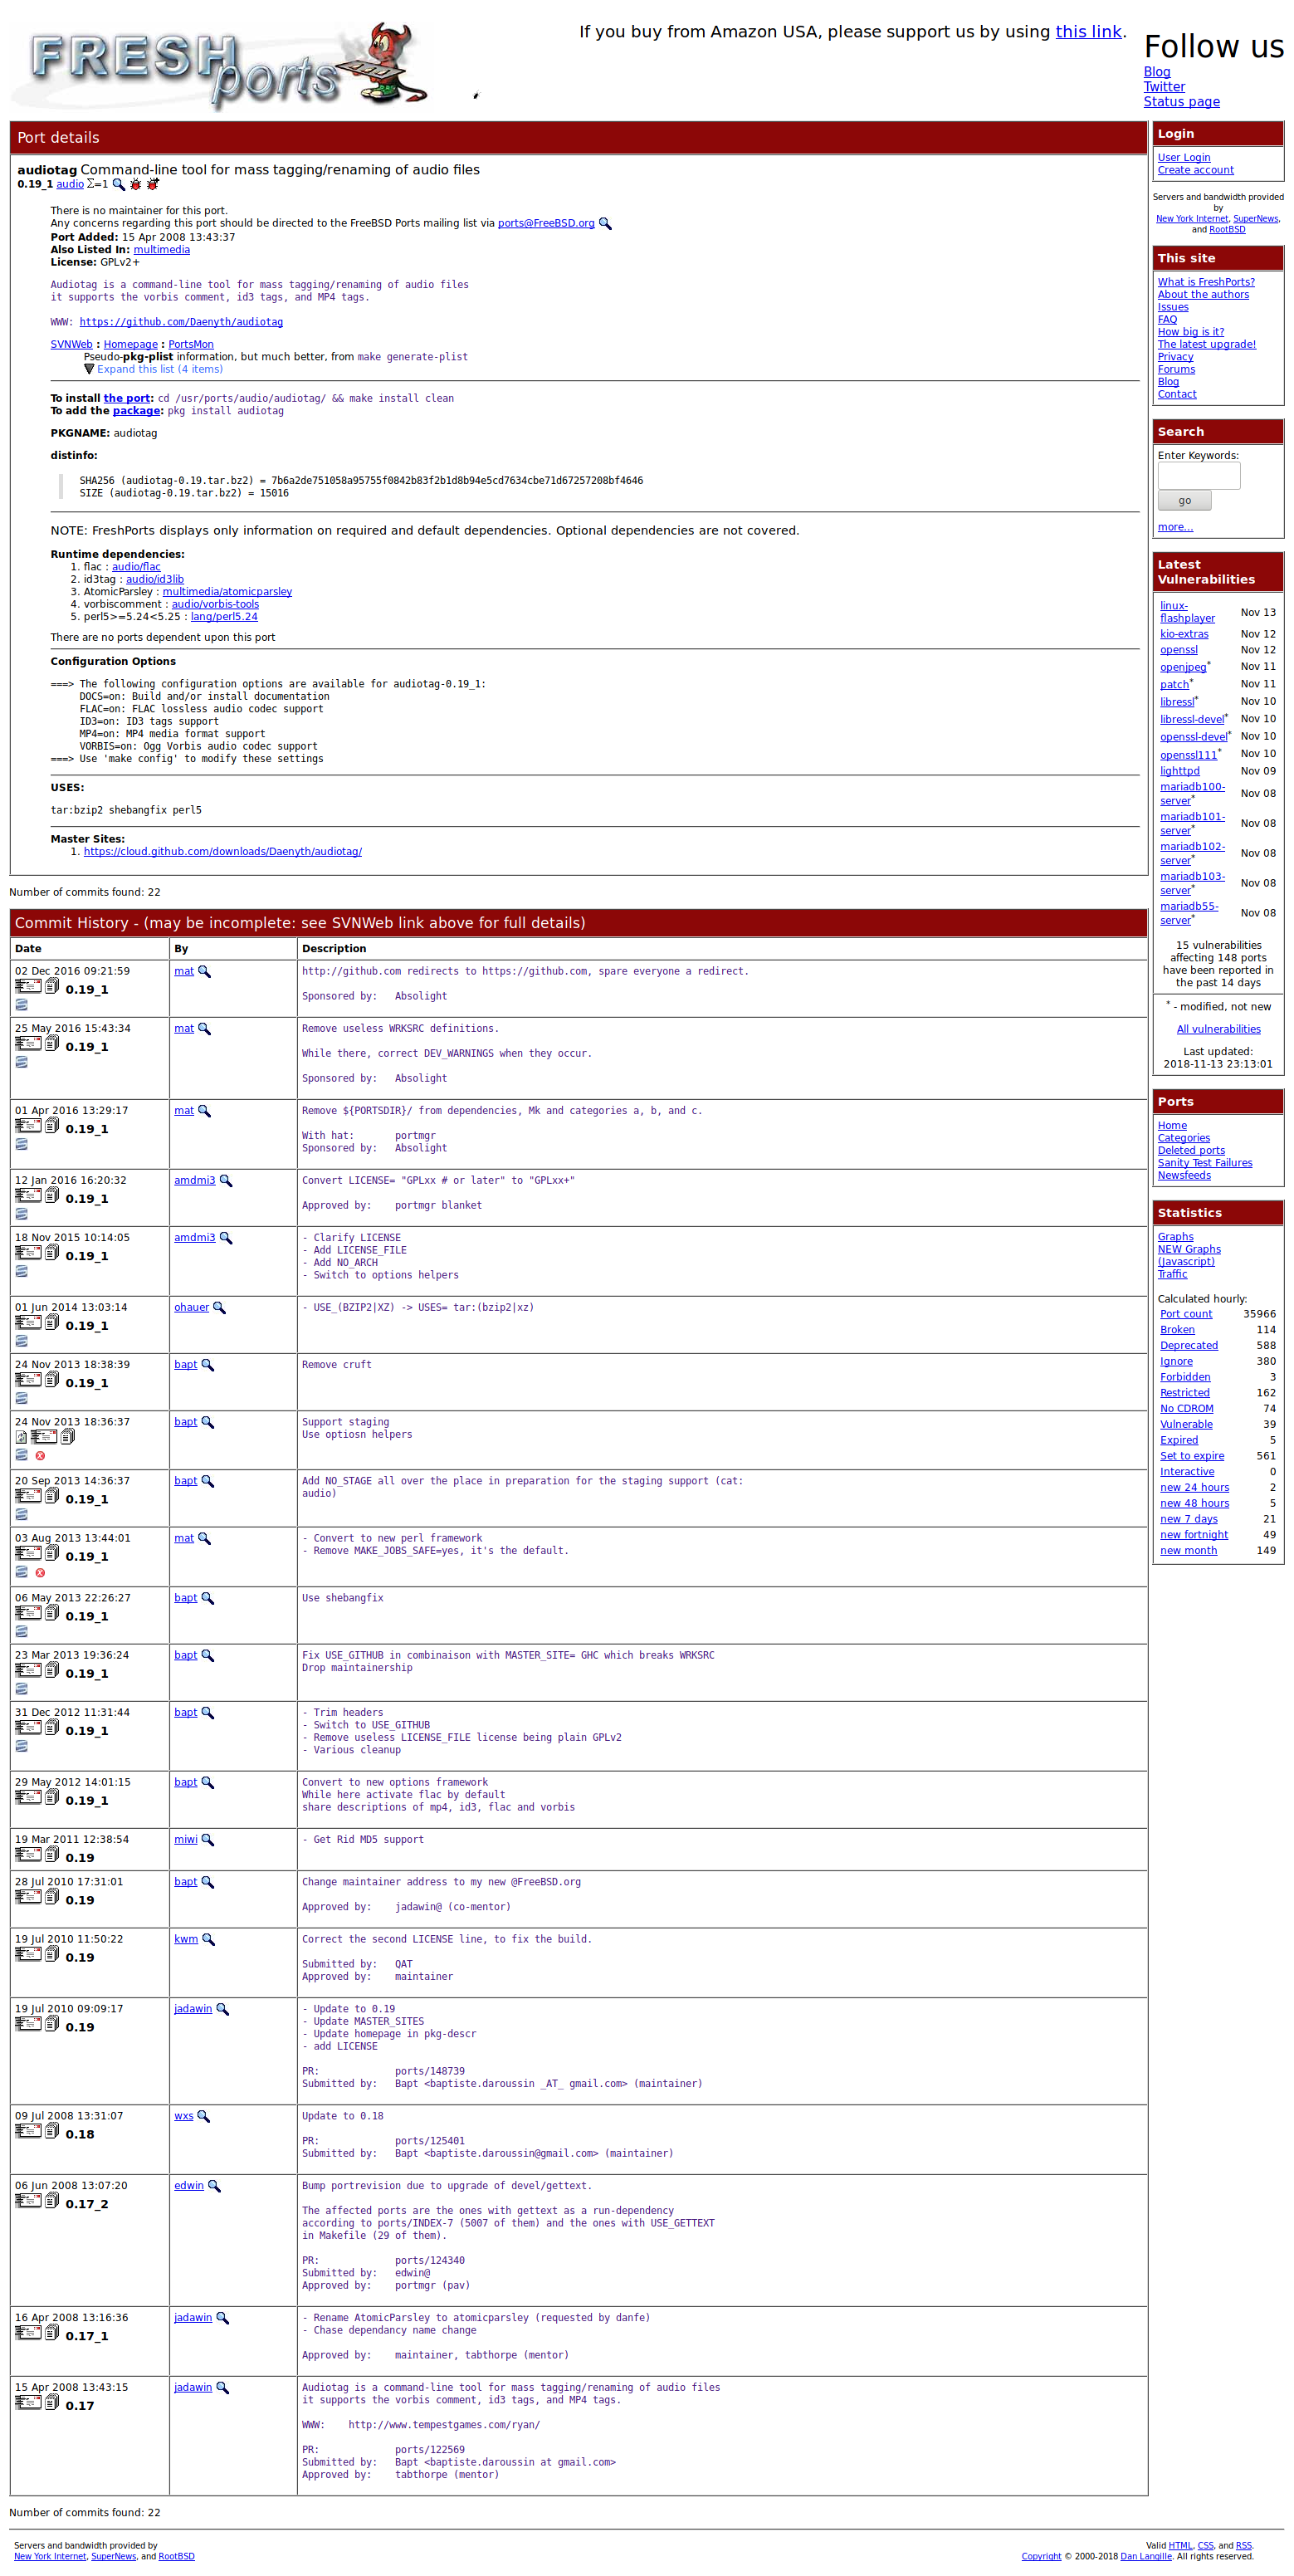 FRESH
ports
If you buy from Amazon USA, please support us by using this link.
Follow us
Blog
Twitter
Status page
Port details
audiotag Command-line tool for mass tagging/renaming of audio files
0.19_1 audio Σ=1
There is no maintainer for this port.
Any concerns regarding this port should be directed to the FreeBSD Ports mailing list via ports@FreeBSD.org
Port Added: 15 Apr 2008 13:43:37
Also Listed In: multimedia
License: GPLv2+
Audiotag is a command-line tool for mass tagging/renaming of audio files
it supports the vorbis comment, id3 tags, and MP4 tags.
WWW: https://github.com/Daenyth/audiotag
SVNWeb : Homepage : PortsMon
Pseudo-pkg-plist information, but much better, from make generate-plist
Expand this list (4 items)
To install the port: cd /usr/ports/audio/audiotag/ && make install clean
To add the package: pkg install audiotag
PKGNAME: audiotag
distinfo:
SHA256 (audiotag-0.19.tar.bz2) = 7b6a2de751058a95755f0842b83f2b1d8b94e5cd7634cbe71d67257208bf4646
SIZE (audiotag-0.19.tar.bz2) = 15016
NOTE: FreshPorts displays only information on required and default dependencies. Optional dependencies are not covered.
Runtime dependencies:
1. flac : audio/flac
2. id3tag : audio/id3lib
3. AtomicParsley : multimedia/atomicparsley
4. vorbiscomment : audio/vorbis-tools
5. perl5>=5.24<5.25 : lang/perl5.24
There are no ports dependent upon this port
Configuration Options
===> The following configuration options are available for audiotag-0.19_1:
DOCS=on: Build and/or install documentation
FLAC=on: FLAC lossless audio codec support
ID3=on: ID3 tags support
MP4=on: MP4 media format support
VORBIS=on: Ogg Vorbis audio codec support
===> Use 'make config' to modify these settings
USES:
tar:bzip2 shebangfix perl5
Master Sites:
1. https://cloud.github.com/downloads/Daenyth/audiotag/
Number of commits found: 22
Commit History - (may be incomplete: see SVNWeb link above for full details)
Date By Description
02 Dec 2016 09:21:59
0.19_1
mat
http://github.com redirects to https://github.com, spare everyone a redirect.
Sponsored by: Absolight
25 May 2016 15:43:34
0.19_1
mat
Remove useless WRKSRC definitions.
While there, correct DEV_WARNINGS when they occur.
Sponsored by: Absolight
01 Apr 2016 13:29:17
0.19_1
mat
Remove ${PORTSDIR}/ from dependencies, Mk and categories a, b, and c.
With hat: portmgr
Sponsored by: Absolight
12 Jan 2016 16:20:32
0.19_1
amdmi3
Convert LICENSE= "GPLxx # or later" to "GPLxx+"
Approved by: portmgr blanket
18 Nov 2015 10:14:05
0.19_1
amdmi3
- Clarify LICENSE
- Add LICENSE_FILE
- Add NO_ARCH
- Switch to options helpers
01 Jun 2014 13:03:14
0.19_1
ohauer
- USE_(BZIP2|XZ) -> USES= tar:(bzip2|xz)
24 Nov 2013 18:38:39
0.19_1
bapt
Remove cruft
24 Nov 2013 18:36:37
bapt
Support staging
Use optiosn helpers
20 Sep 2013 14:36:37
0.19_1
bapt
Add NO_STAGE all over the place in preparation for the staging support (cat:
audio)
03 Aug 2013 13:44:01
0.19_1
mat
- Convert to new perl framework
- Remove MAKE_JOBS_SAFE=yes, it's the default.
06 May 2013 22:26:27
0.19_1
bapt
Use shebangfix
23 Mar 2013 19:36:24
0.19_1
bapt
Fix USE_GITHUB in combinaison with MASTER_SITE= GHC which breaks WRKSRC
Drop maintainership
31 Dec 2012 11:31:44
0.19_1
bapt
- Trim headers
- Switch to USE_GITHUB
- Remove useless LICENSE_FILE license being plain GPLv2
- Various cleanup
29 May 2012 14:01:15
0.19_1
bapt
Convert to new options framework
While here activate flac by default
share descriptions of mp4, id3, flac and vorbis
19 Mar 2011 12:38:54
0.19
miwi
- Get Rid MD5 support
28 Jul 2010 17:31:01
0.19
bapt
Change maintainer address to my new @FreeBSD.org
Approved by: jadawin@ (co-mentor)
19 Jul 2010 11:50:22
0.19
kwm
Correct the second LICENSE line, to fix the build.
Submitted by: QAT
Approved by: maintainer
19 Jul 2010 09:09:17
0.19
jadawin
- Update to 0.19
- Update MASTER_SITES
- Update homepage in pkg-descr
- add LICENSE
PR: ports/148739
Submitted by: Bapt <baptiste.daroussin _AT_ gmail.com> (maintainer)
09 Jul 2008 13:31:07
0.18
wxs
Update to 0.18
PR: ports/125401
Submitted by: Bapt <baptiste.daroussin@gmail.com> (maintainer)
06 Jun 2008 13:07:20
0.17_2
edwin
Bump portrevision due to upgrade of devel/gettext.
The affected ports are the ones with gettext as a run-dependency
according to ports/INDEX-7 (5007 of them) and the ones with USE_GETTEXT
in Makefile (29 of them).
PR: ports/124340
Submitted by: edwin@
Approved by: portmgr (pav)
16 Apr 2008 13:16:36
0.17_1
jadawin
- Rename AtomicParsley to atomicparsley (requested by danfe)
- Chase dependancy name change
Approved by: maintainer, tabthorpe (mentor)
15 Apr 2008 13:43:15
0.17
jadawin
Audiotag is a command-line tool for mass tagging/renaming of audio files
it supports the vorbis comment, id3 tags, and MP4 tags.
WWW: http://www.tempestgames.com/ryan/
PR: ports/122569
Submitted by: Bapt <baptiste.daroussin at gmail.com>
Approved by: tabthorpe (mentor)
Number of commits found: 22
Login
User Login
Create account
Servers and bandwidth provided
by
New York Internet, SuperNews,
and RootBSD
This site
What is FreshPorts?
About the authors
Issues
FAQ
How big is it?
The latest upgrade!
Privacy
Forums
Blog
Contact
Search
Enter Keywords:
go
more...
Latest
Vulnerabilities
linux-
flashplayer Nov 13
kio-extras Nov 12
openssl Nov 12
openjpeg* Nov 11
patch* Nov 11
libressl* Nov 10
libressl-devel* Nov 10
openssl-devel* Nov 10
openssl111* Nov 10
lighttpd Nov 09
mariadb100-
server* Nov 08
mariadb101-
server* Nov 08
mariadb102-
server* Nov 08
mariadb103-
server* Nov 08
mariadb55-
server* Nov 08
15 vulnerabilities
affecting 148 ports
have been reported in
the past 14 days
* - modified, not new
All vulnerabilities
Last updated:
2018-11-13 23:13:01
Ports
Home
Categories
Deleted ports
Sanity Test Failures
Newsfeeds
Statistics
Graphs
NEW Graphs
(Javascript)
Traffic
Calculated hourly:
Port count 35966
Broken 114
Deprecated 588
Ignore 380
Forbidden 3
Restricted 162
No CDROM 74
Vulnerable 39
Expired 5
Set to expire 561
Interactive 0
new 24 hours 2
new 48 hours 5
new 7 days 21
new fortnight 49
new month 149
Servers and bandwidth provided by
New York Internet, SuperNews, and RootBSD
Valid HTML, CSS, and RSS.
Copyright © 2000-2018 Dan Langille. All rights reserved.